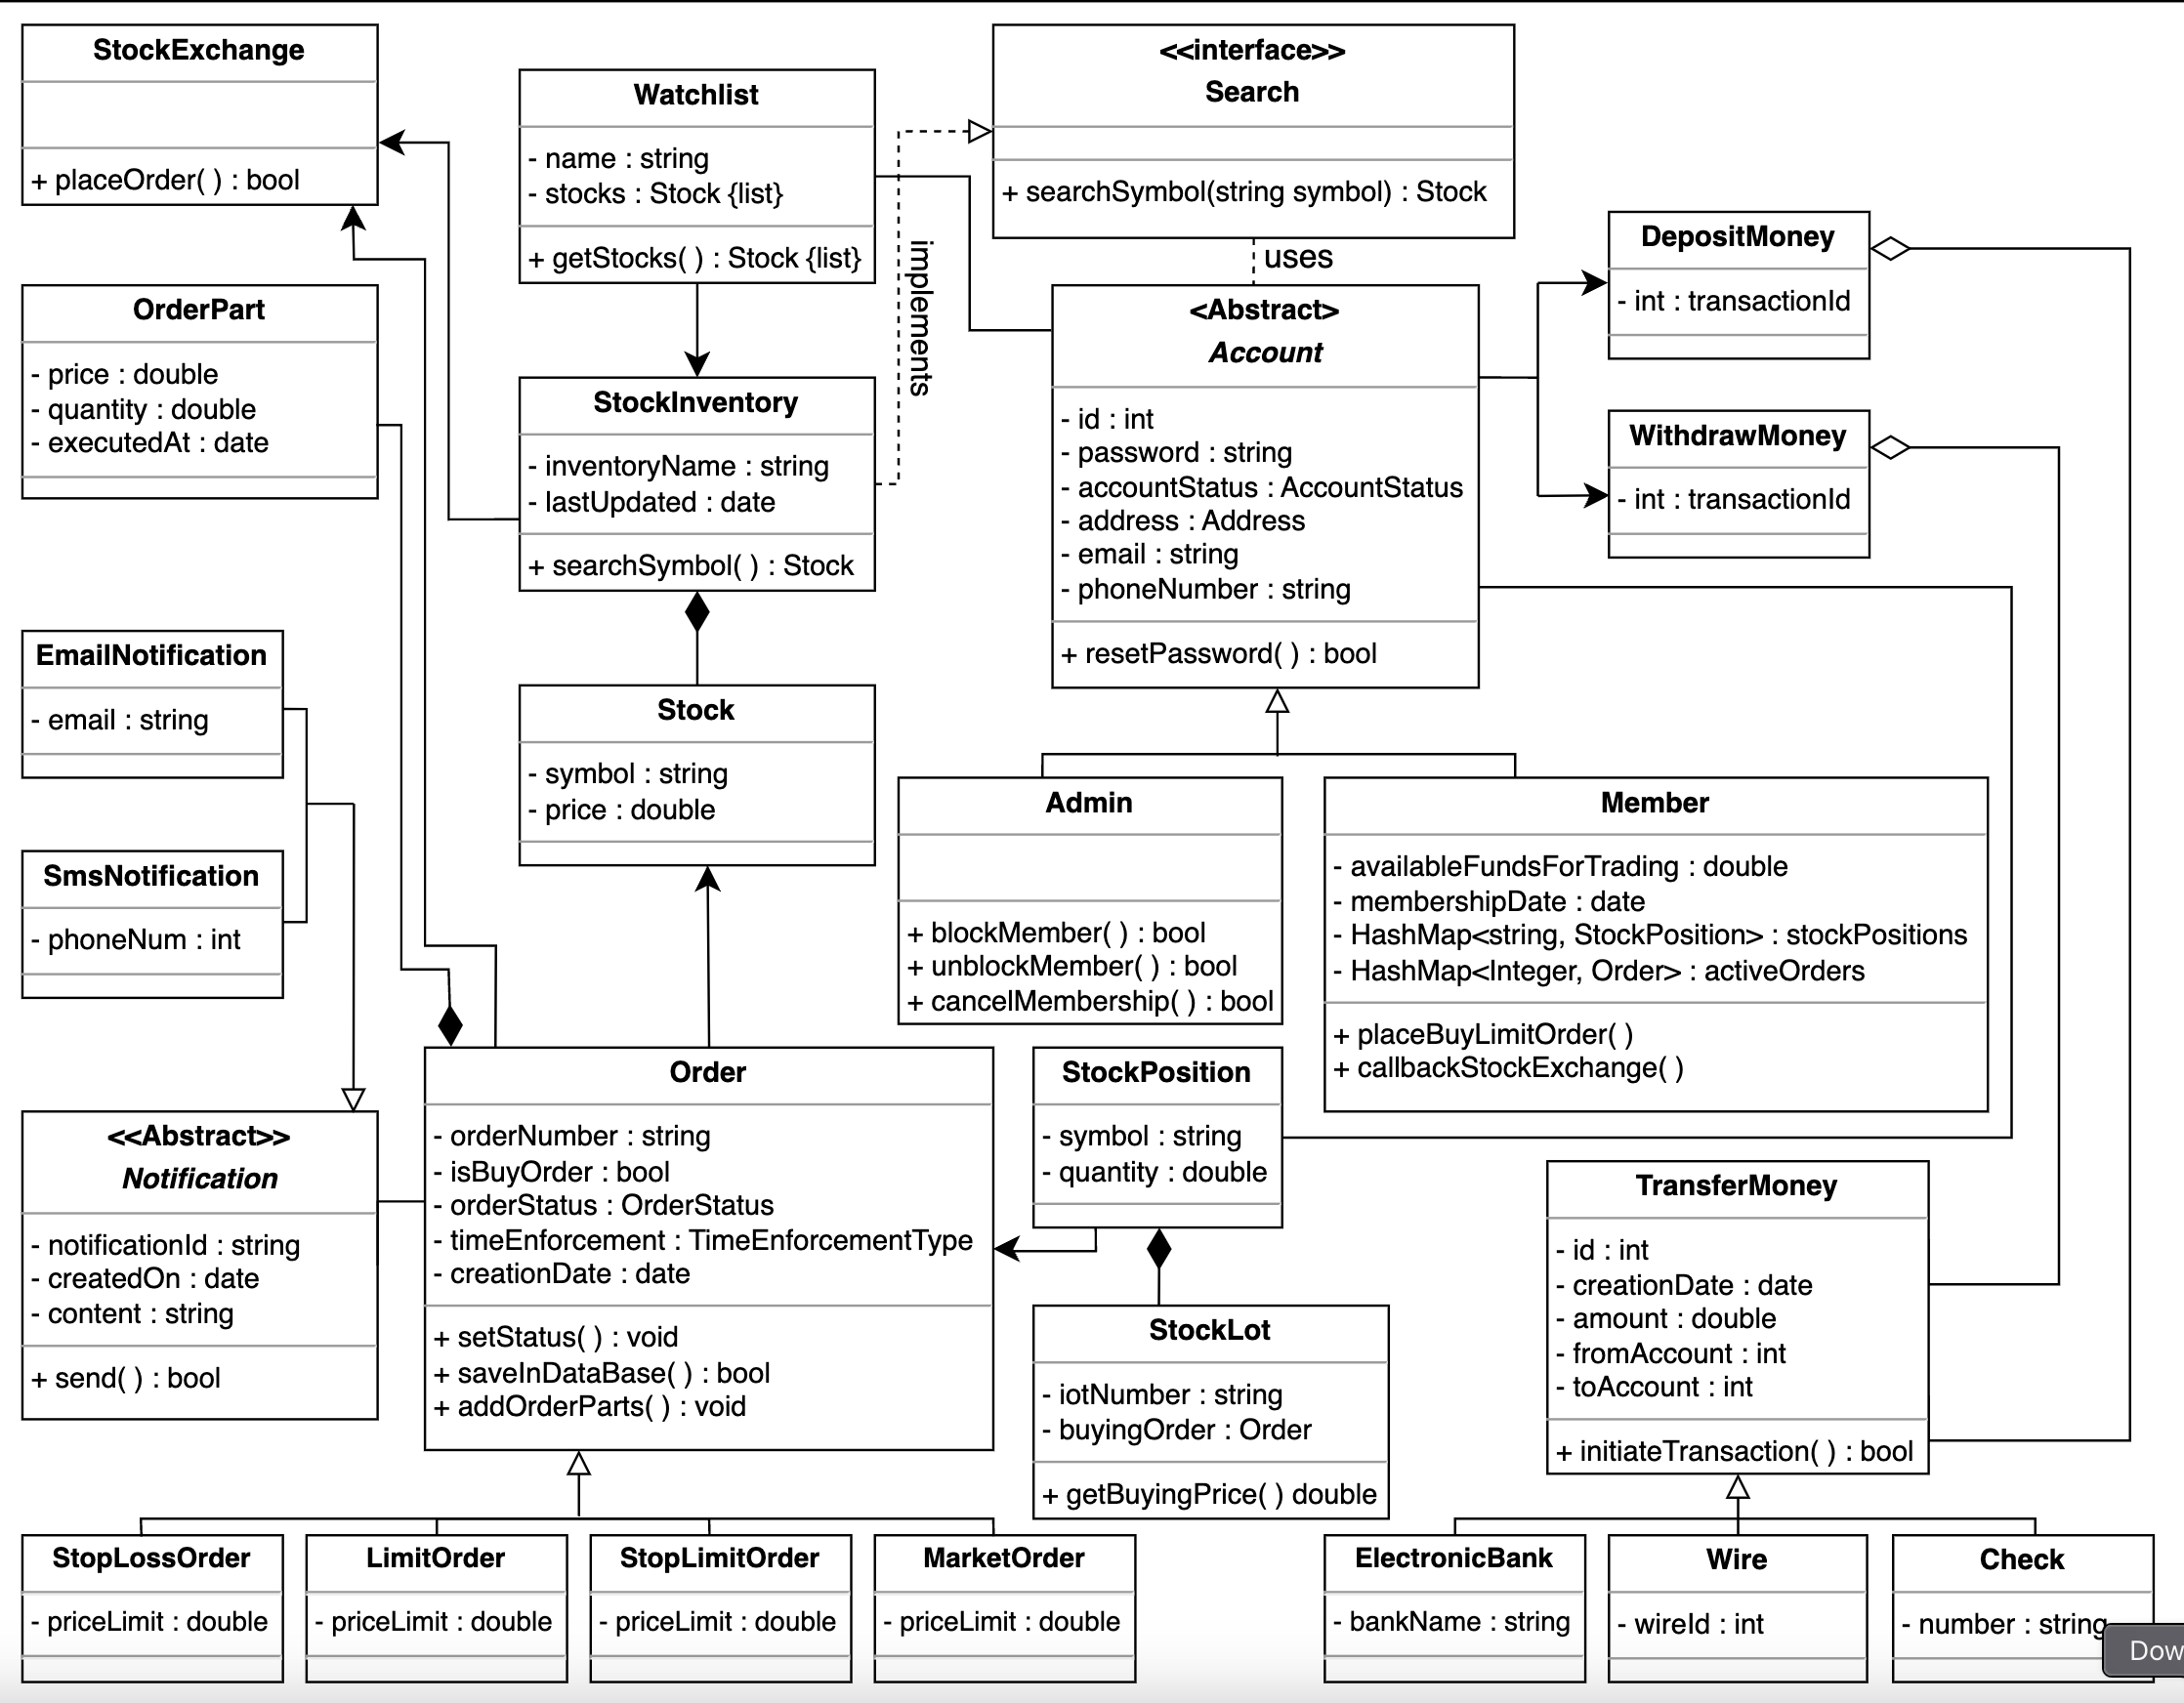 StockExchange
+ placeOrder( ) : bool
Watchlist
- name : string
- stocks : Stock {list}
+ getStocks( ) : Stock {list}
<<interface>>
Search
+ searchSymbol(string symbol) : Stock
implements
uses
DepositMoney
- int : transactionId
WithdrawMoney
- int : transactionId
OrderPart
- price : double
- quantity : double
- executedAt : date
StockInventory
- inventoryName : string
- lastUpdated : date
+ searchSymbol( ) : Stock
<Abstract>
Account
- id : int
- password : string
- accountStatus : AccountStatus
- address : Address
- email : string
- phoneNumber : string
+ resetPassword( ) : bool
EmailNotification
- email : string
SmsNotification
- phoneNum : int
Stock
- symbol : string
- price : double
Admin
+ blockMember( ) : bool
+ unblockMember( ) : bool
+ cancelMembership( ) : bool
Member
- availableFundsForTrading : double
- membershipDate : date
- HashMap<string, StockPosition> : stockPositions
- HashMap<Integer, Order> : activeOrders
+ placeBuyLimitOrder( )
+ callbackStockExchange( )
<<Abstract>>
Notification
- notificationId : string
- createdOn : date
- content : string
+ send( ) : bool
Order
- orderNumber : string
- isBuyOrder : bool
- orderStatus : OrderStatus
- timeEnforcement : TimeEnforcementType
- creationDate : date
+ setStatus( ) : void
+ saveInDataBase( ) : bool
+ addOrderParts( ) : void
StockPosition
- symbol : string
- quantity : double
StockLot
- iotNumber : string
- buyingOrder : Order
+ getBuyingPrice( ) double
TransferMoney
- id : int
- creationDate : date
- amount : double
- fromAccount : int
- toAccount : int
+ initiateTransaction( ) : bool
StopLossOrder
- priceLimit : double
LimitOrder
- priceLimit : double
StopLimitOrder
- priceLimit : double
MarketOrder
- priceLimit : double
ElectronicBank
- bankName : string
Wire
- wireId : int
Check
- number : string